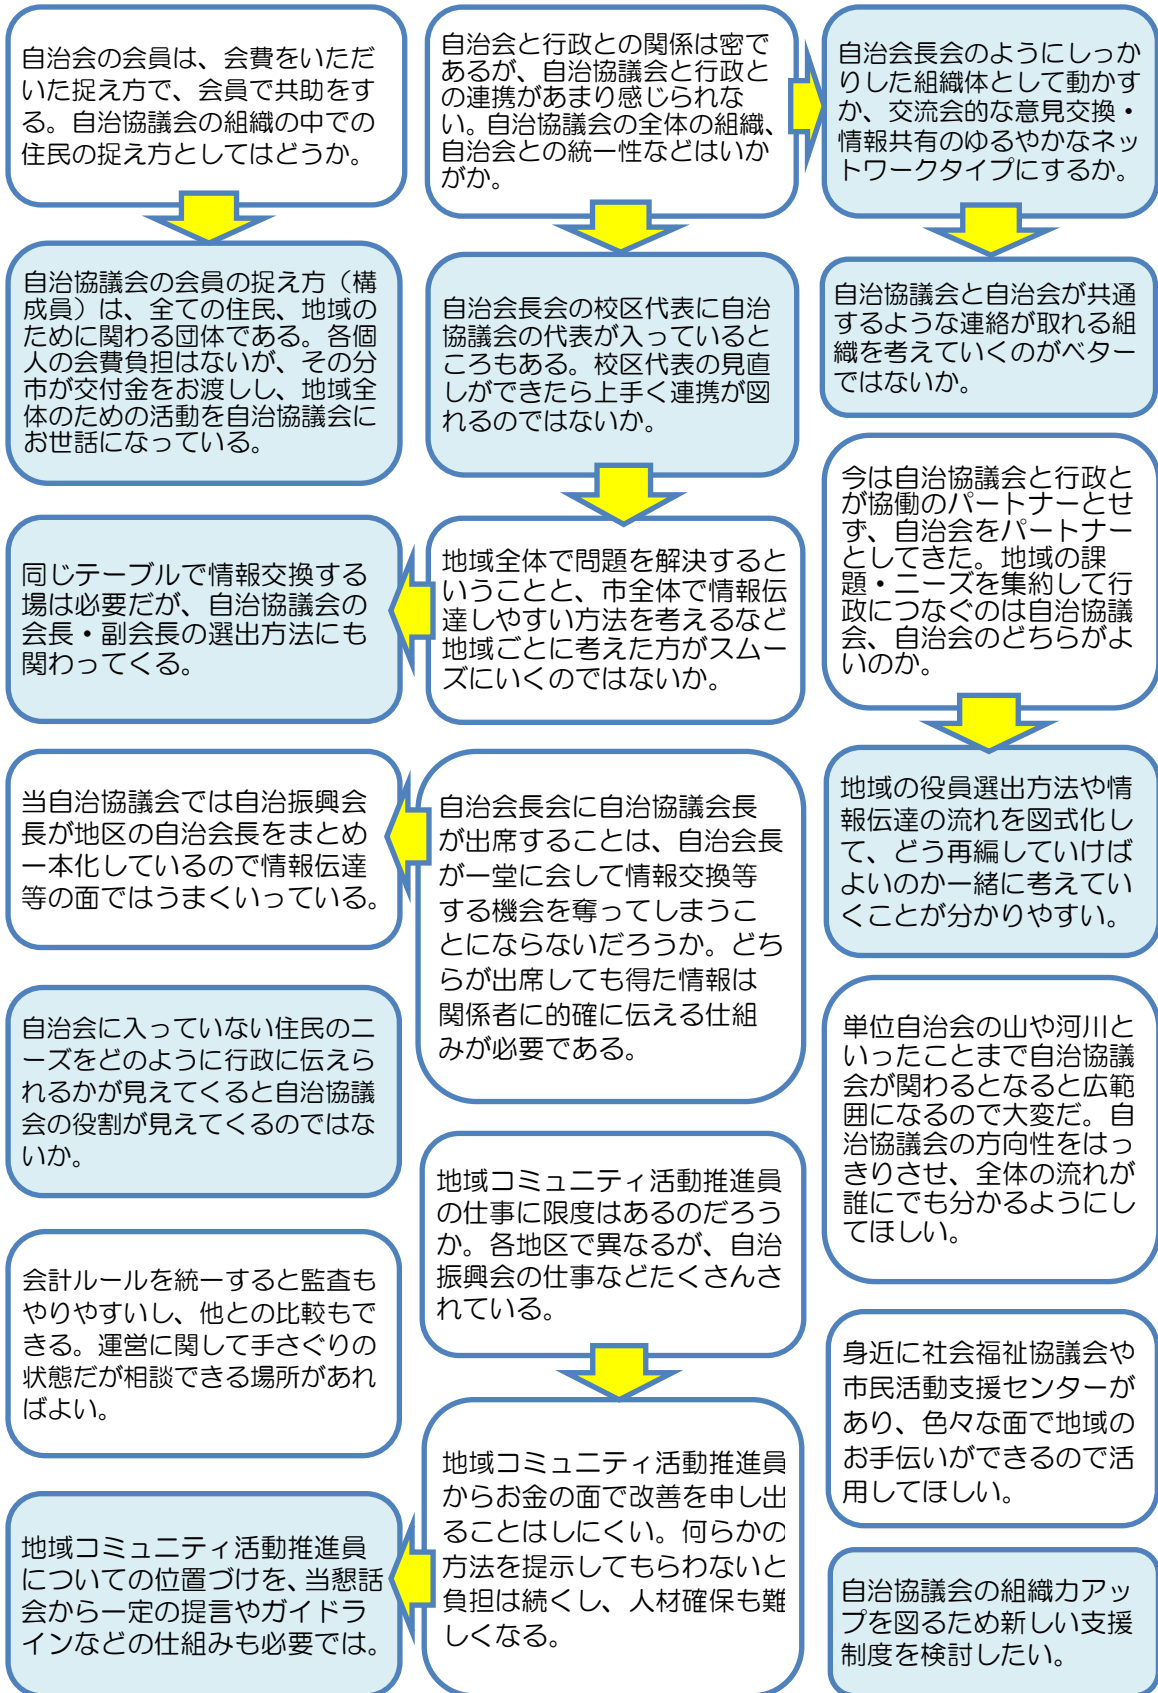 自治会の会員は、会費をいただ
いた捉え方で、会員で共助をす
る。自治協議会の組織の中での
住民の捉え方としてはどうか。
自治協議会の会員の捉え方（構
成員）は、全ての住民、地域の
ために関わる団体である。各個
人の会費負担はないが、その分
市が交付金をお渡しし、地域全
体のための活動を自治協議会に
お世話になっている。
自治会と行政との関係は密で
あるが、自治協議会と行政と
の連携があまり感じられな
い。自治協議会の全体の組織、
自治会との統一性などはいか
がか。
自治会長会のようにしっか
りした組織体として動かす
か、交流会的な意見交換・
情報共有のゆるやかなネッ
トワークタイプにするか。
自治協議会と自治会が共通
するような連絡が取れる組
織を考えていくのがベター
ではないか。
自治会長会の校区代表に自治
協議会の代表が入っていると
ころもある。校区代表の見直
しができたら上手く連携が図
れるのではないか。
地域全体で問題を解決すると
いうことと、市全体で情報伝
達しやすい方法を考えるなど
地域ごとに考えた方がスムー
ズにいくのではないか。
同じテーブルで情報交換する
場は必要だが、自治協議会の
会長・副会長の選出方法にも
関わってくる。
今は自治協議会と行政と
が協働のパートナーとせ
ず、自治会をパートナー
としてきた。地域の課
題・ニーズを集約して行
政につなぐのは自治協議
会、自治会のどちらがよ
いのか。
地域の役員選出方法や情
報伝達の流れを図式化し
て、どう再編していけば
よいのか一緒に考えてい
くことが分かりやすい。
自治会長会に自治協議会長
が出席することは、自治会長
が一堂に会して情報交換等
する機会を奪ってしまうこ
とにならないだろうか。どち
らが出席しても得た情報は
関係者に的確に伝える仕組
みが必要である。
当自治協議会では自治振興会
長が地区の自治会長をまとめ
一本化しているので情報伝達
等の面ではうまくいっている。
自治会に入っていない住民のニ
ーズをどのように行政に伝えら
れるかが見えてくると自治協議
会の役割が見えてくるのではな
いか。
単位自治会の山や河川と
いったことまで自治協議
会が関わるとなると広範
囲になるので大変だ。自
治協議会の方向性をはっ
きりさせ、全体の流れが
誰にでも分かるようにし
てほしい。
会計ルールを統一すると監査も
やりやすいし、他との比較もで
きる。運営に関して手さぐりの
状態だが相談できる場所があれ
ばよい。
地域コミュニティ活動推進員
の仕事に限度はあるのだろう
か。各地区で異なるが、自治
振興会の仕事などたくさんさ
れている。
地域コミュニティ活動推進員
からお金の面で改善を申し出
ることはしにくい。何らかの
方法を提示してもらわないと
負担は続くし、人材確保も難
しくなる。
地域コミュニティ活動推進員
についての位置づけを、当懇話
会から一定の提言やガイドラ
インなどの仕組みも必要では。
身近に社会福祉協議会や
市民活動支援センターが
あり、色々な面で地域の
お手伝いができるので活
用してほしい。
自治協議会の組織力アッ
プを図るため新しい支援
制度を検討したい。